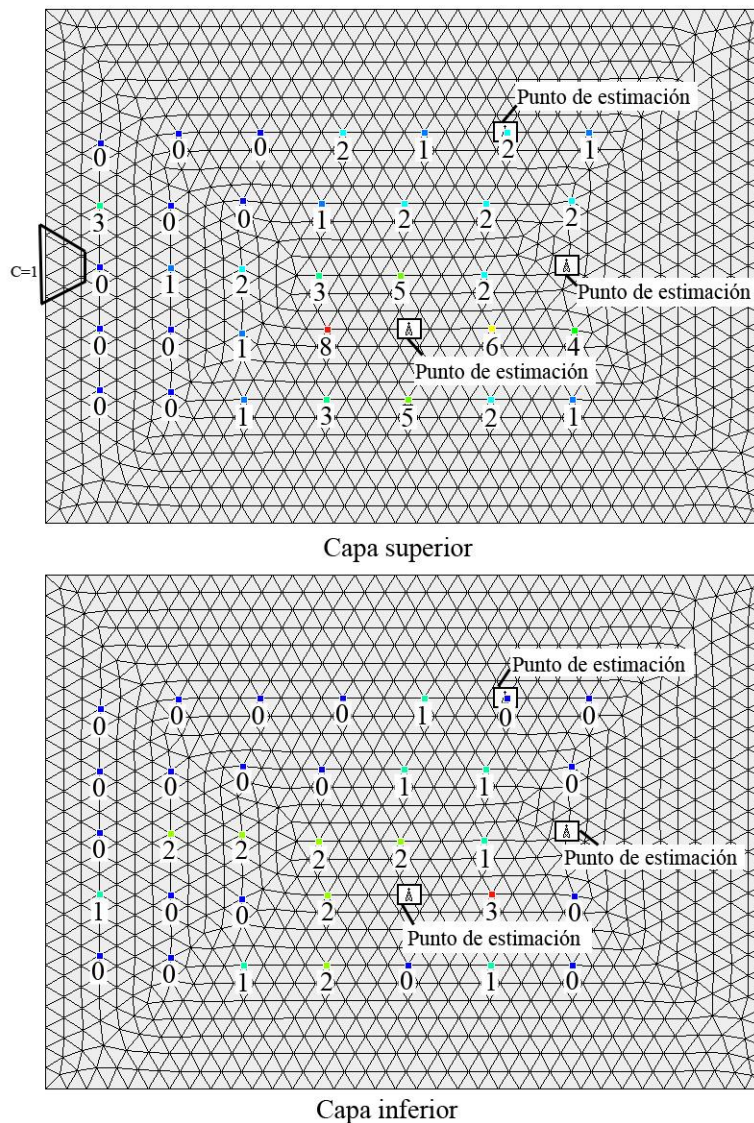 Punto de estimación
0 0 0 2 1 2 1
3 0 0 1 2 2 2
C=1
0 1 2 3 5 2
Punto de estimación
0 0 1 8 6 4
Punto de estimación
0 0 1 3 5 2 1
Capa superior
Punto de estimación
0 0 0 0 1 0 0
0 0 0 0 1 1 0
0 2 2 2 2 1
Punto de estimación
1 0 0 2 3 0
Punto de estimación
0 0 1 2 0 1 0
Capa inferior